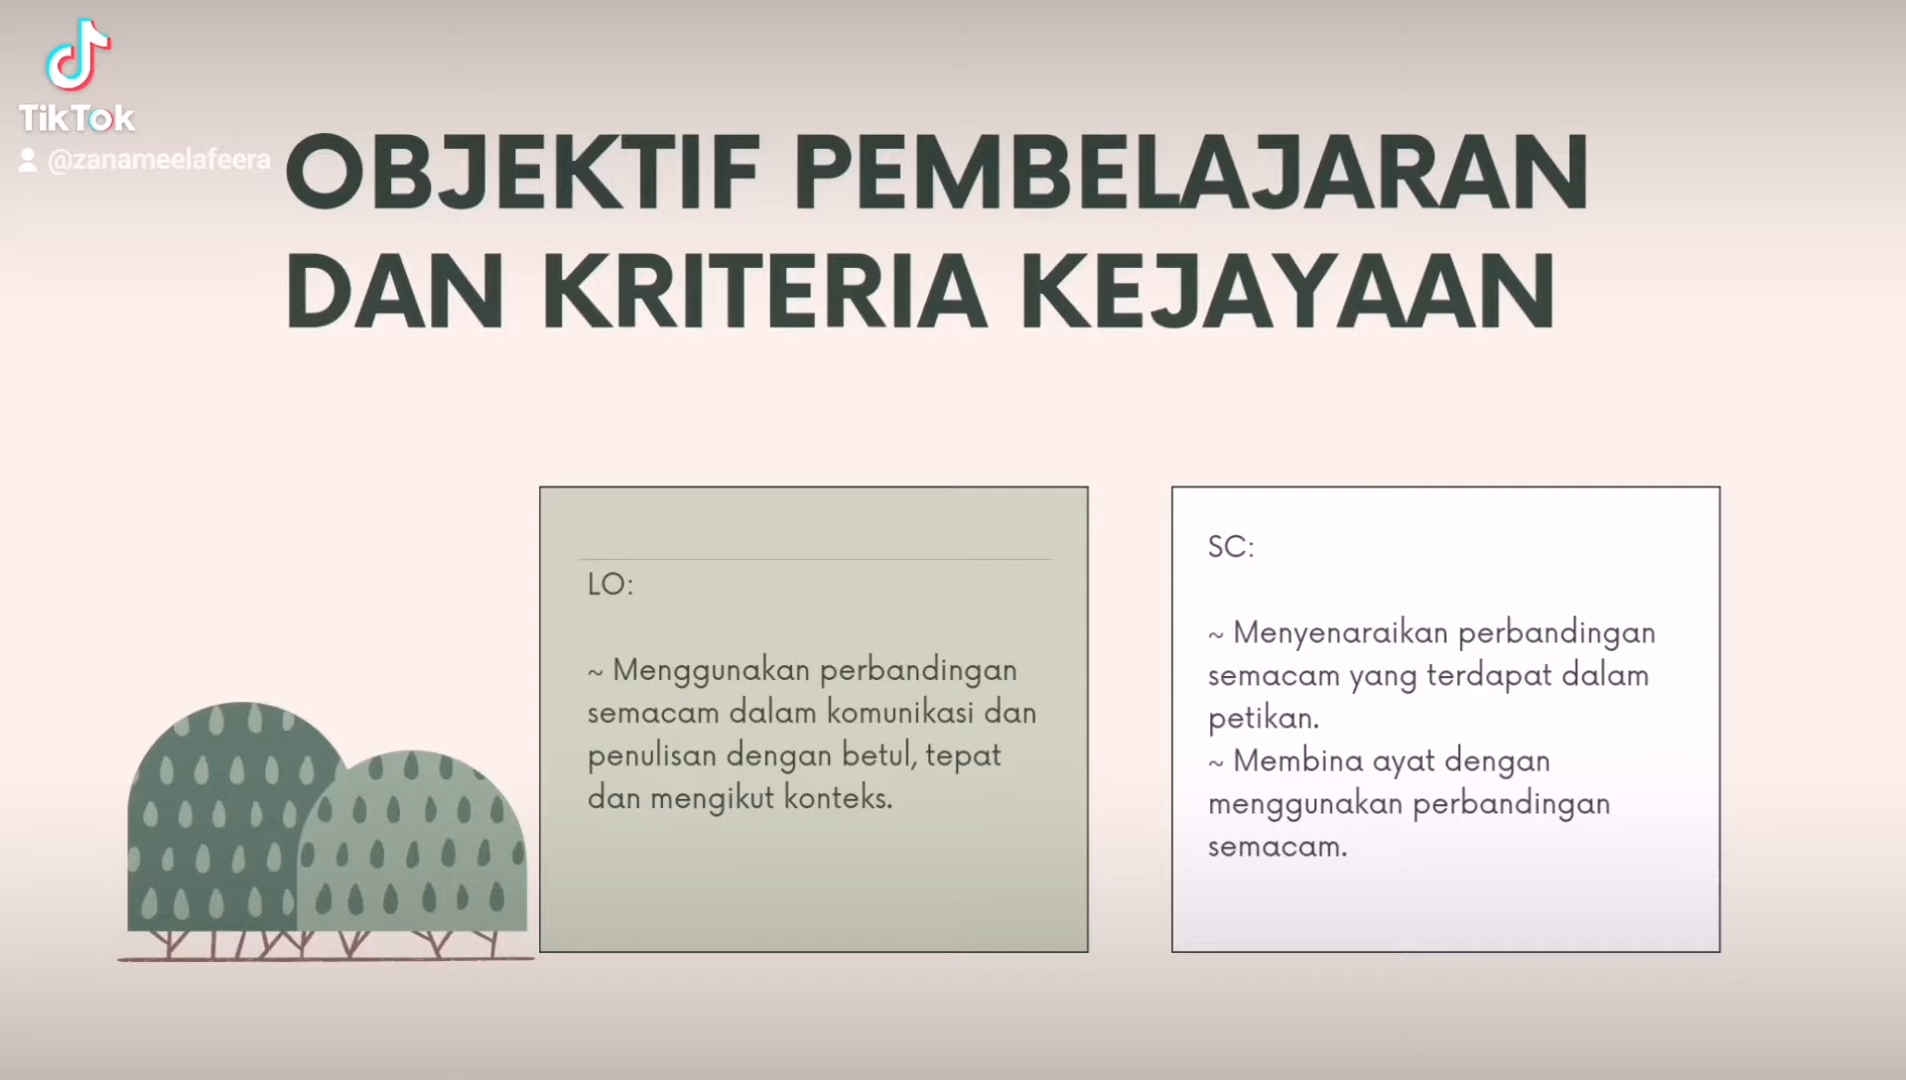 TikTok
@zanameelafeera
OBJEKTIF PEMBELAJARAN
DAN KRITERIA KEJAYAAN
LO:
~ Menggunakan perbandingan
semacam dalam komunikasi dan
penulisan dengan betul, tepat
dan mengikut konteks.
SC:
~ Menyenaraikan perbandingan
semacam yang terdapat dalam
petikan.
~ Membina ayat dengan
menggunakan perbandingan
semacam.